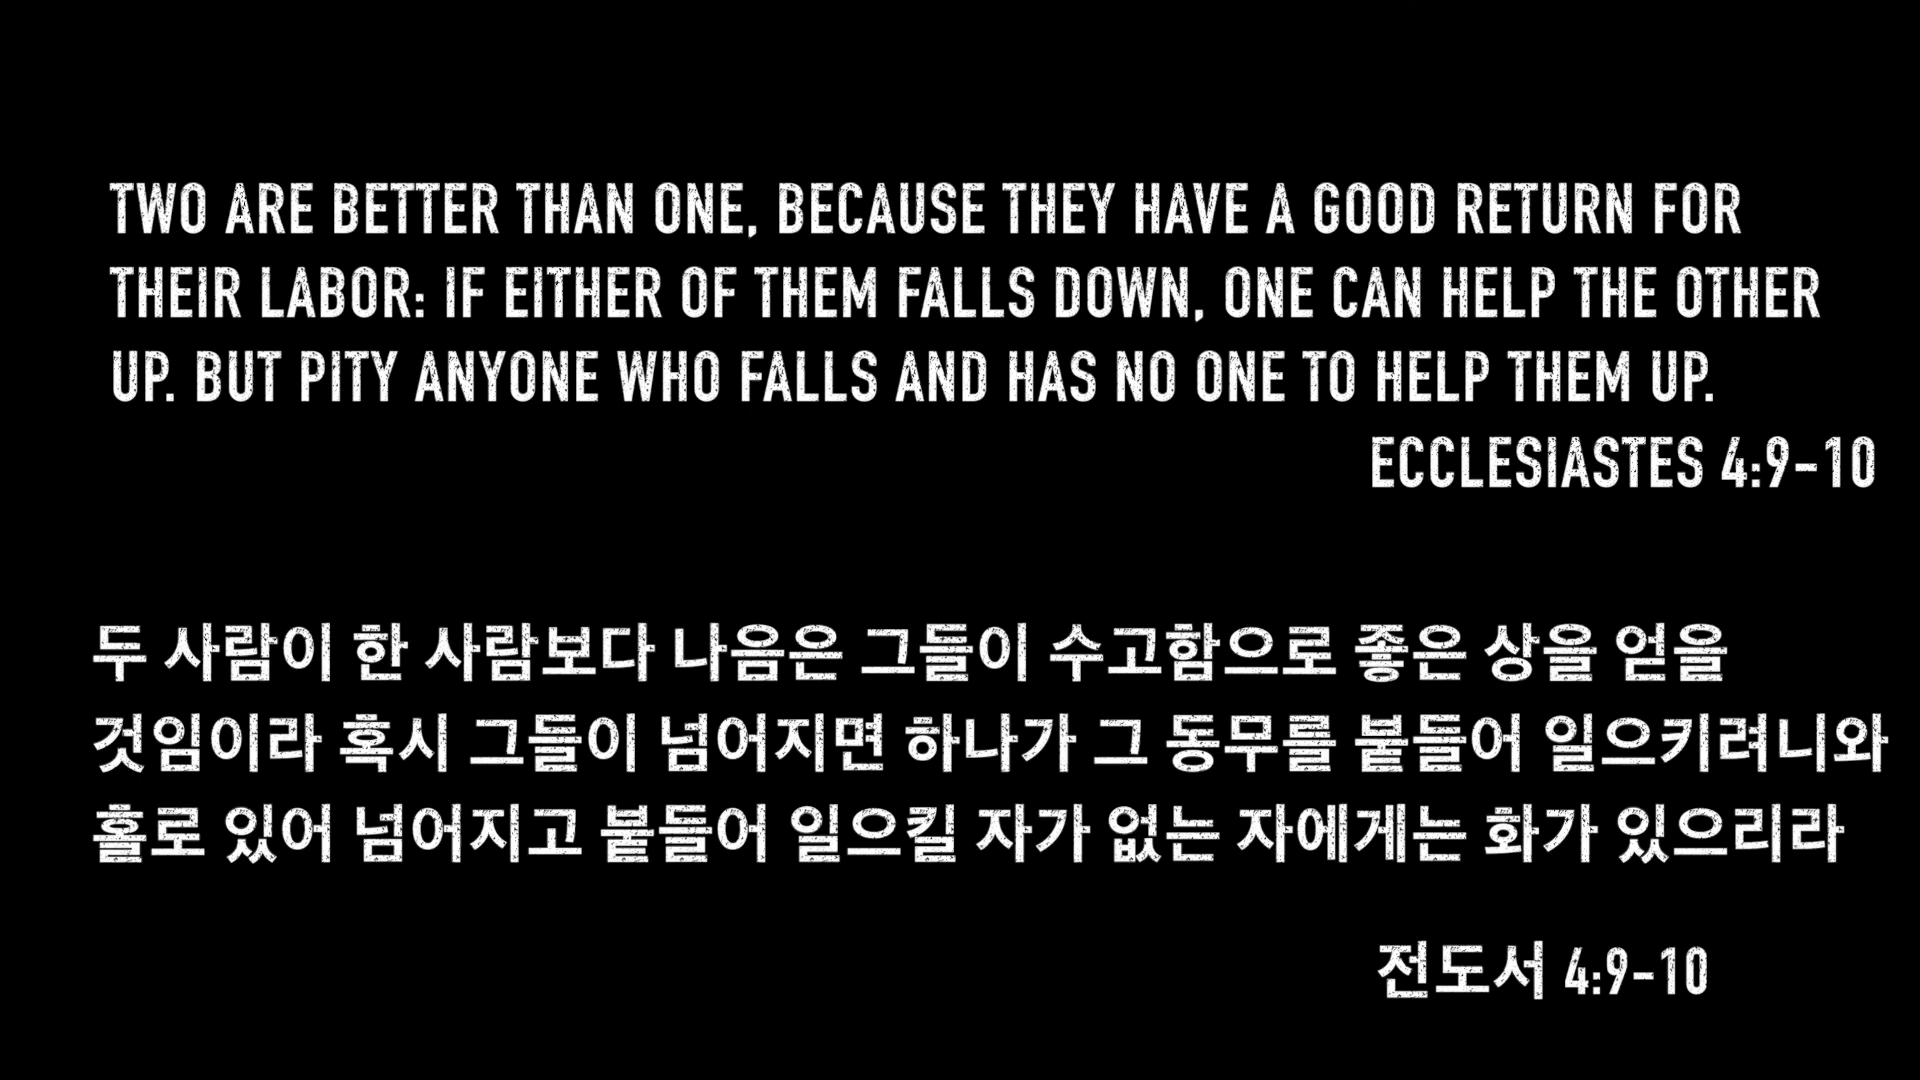 TWO ARE BETTER THAN ONE, BECAUSE THEY HAVE A GOOD RETURN FOR
THEIR LABOR: IF EITHER OF THEM FALLS DOWN, ONE CAN HELP THE OTHER
UP. BUT PITY ANYONE WHO FALLS AND HAS NO ONE TO HELP THEM UP.
ECCLESIASTES 4:9-10
두 사람이 한 사람보다 나음은 그들이 수고함으로 좋은 상을 얻을
것임이라 혹시 그들이 넘어지면 하나가 그 동무를 붙들어 일으키려니와
홀로 있어 넘어지고 붙들어 일으킬 자가 없는 자에게는 화가 있으리라
전도서 4:9-10